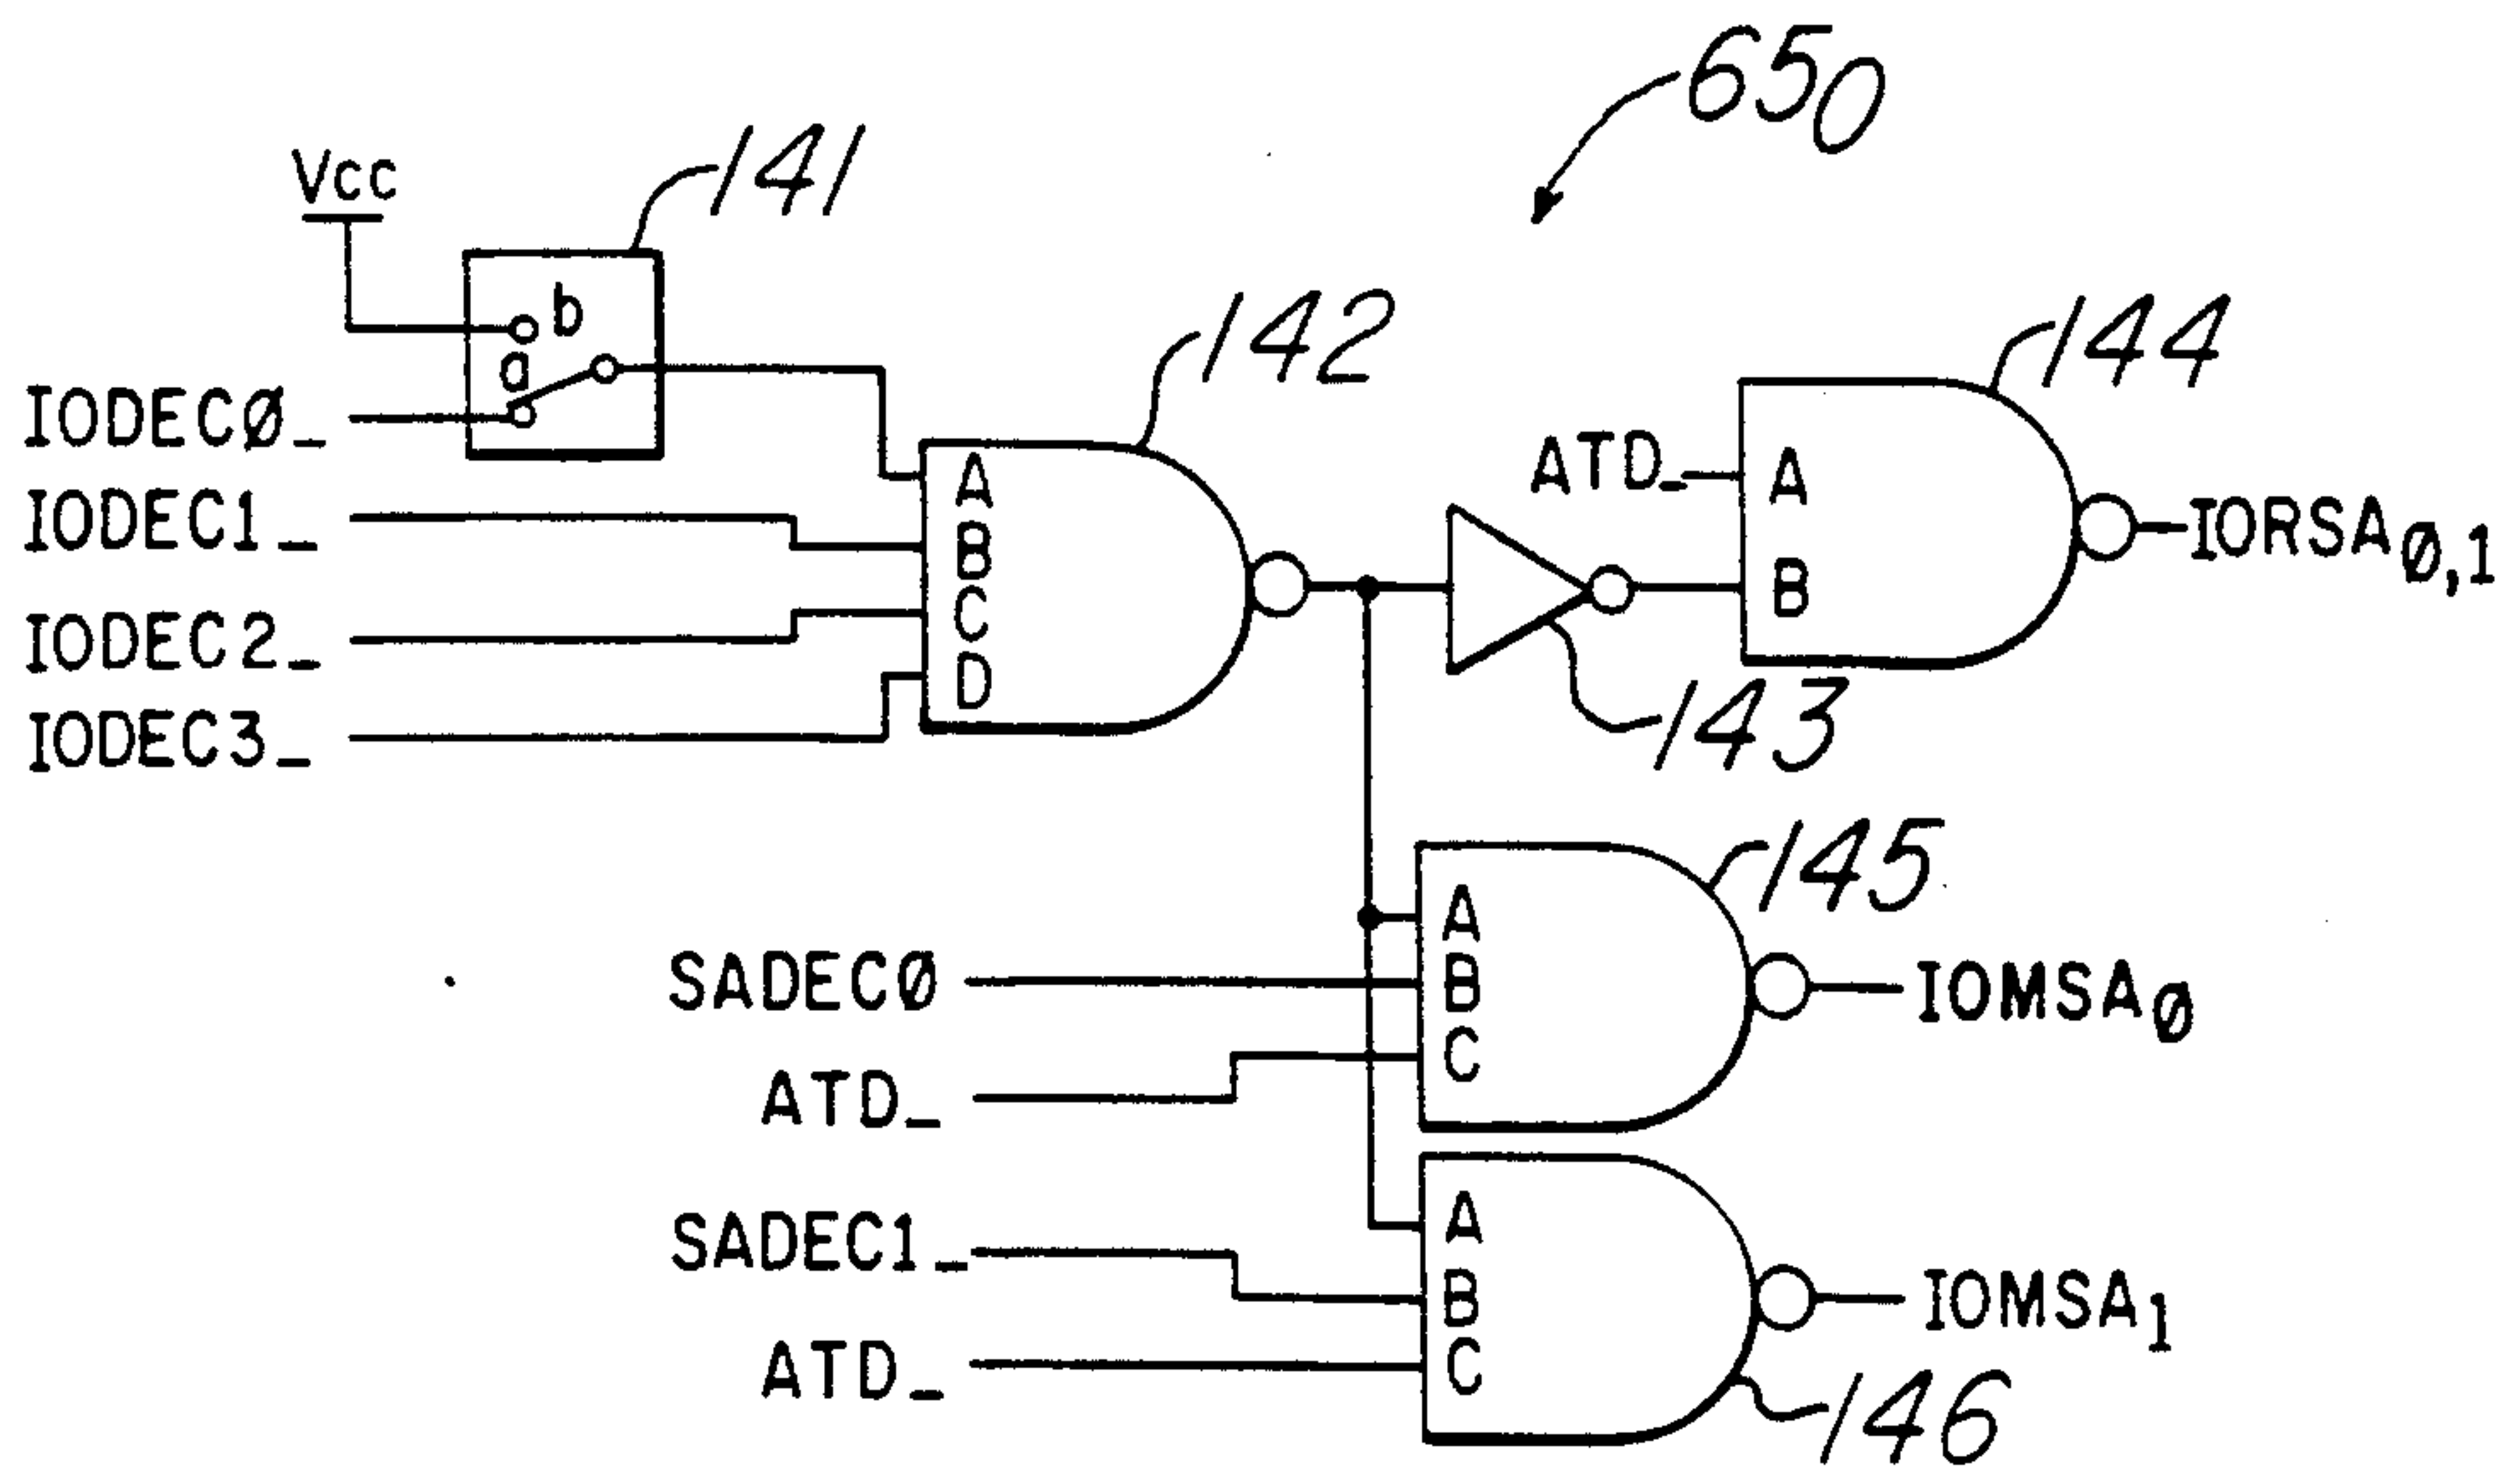 65₀
141
Vcc
b
a
142
144
IODECØ_
IODEC1_
IODEC2_
IODEC3_
A
B
C
D
ATD_
A
B
IORSAØ,1
143
145
SADECØ
ATD_
A
B
C
IOMSAØ
SADEC1_
ATD_
A
B
C
IOMSA1
146